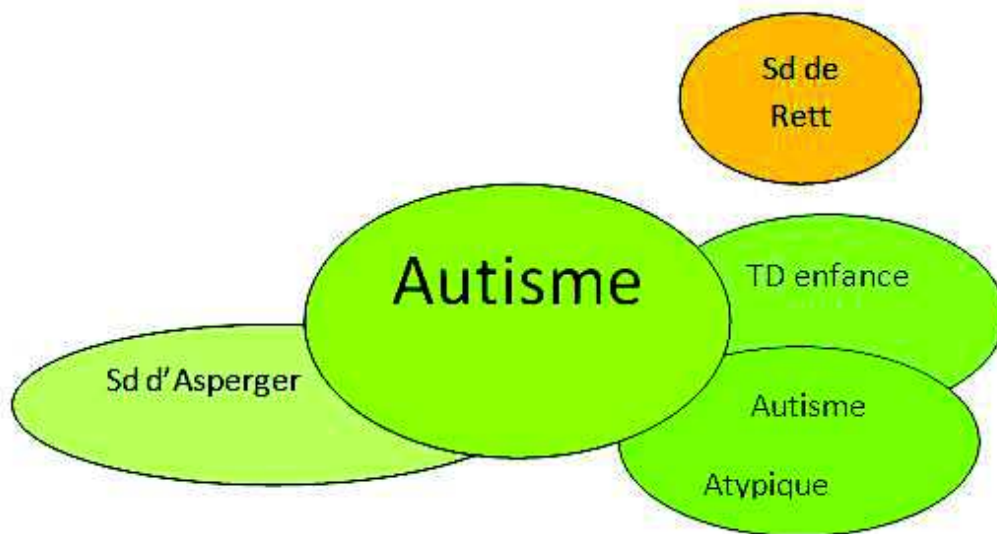 Sd de
Rett
Autisme
TD enfance
Sd d'Asperger
Autisme
Atypique